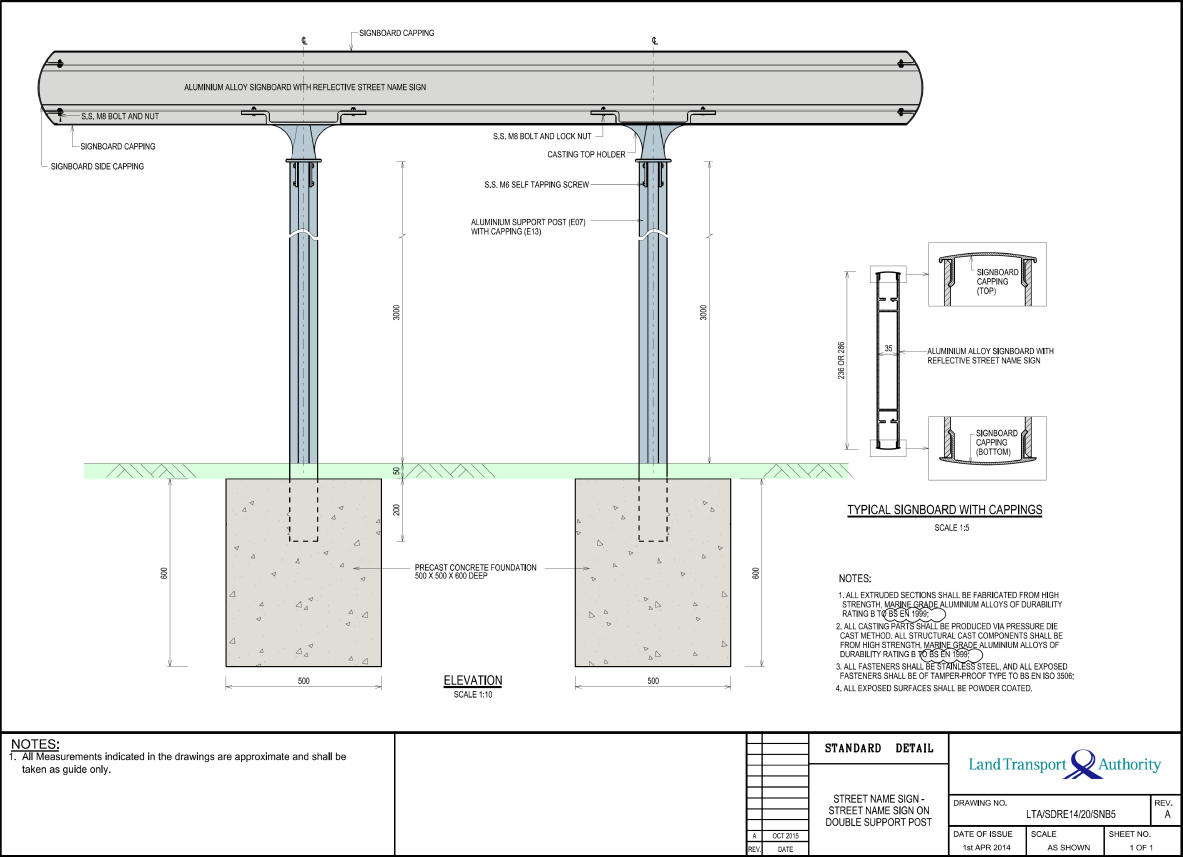 ℄
℄
SIGNBOARD CAPPING
ALUMINIUM ALLOY SIGNBOARD WITH REFLECTIVE STREET NAME SIGN
S.S. M8 BOLT AND NUT
SIGNBOARD CAPPING
SIGNBOARD SIDE CAPPING
S.S. M8 BOLT AND LOCK NUT
CASTING TOP HOLDER
S.S. M6 SELF TAPPING SCREW
ALUMINIUM SUPPORT POST (E07)
WITH CAPPING (E13)
3000
3000
50
200
600
600
PRECAST CONCRETE FOUNDATION
500 X 500 X 600 DEEP
500
500
ELEVATION
SCALE 1:10
SIGNBOARD
CAPPING
(TOP)
236 OR 286
35
ALUMINIUM ALLOY SIGNBOARD WITH
REFLECTIVE STREET NAME SIGN
SIGNBOARD
CAPPING
(BOTTOM)
TYPICAL SIGNBOARD WITH CAPPINGS
SCALE 1:5
NOTES:
1. ALL EXTRUDED SECTIONS SHALL BE FABRICATED FROM HIGH
STRENGTH, MARINE GRADE ALUMINIUM ALLOYS OF DURABILITY
RATING B TO BS EN 1999;
2. ALL CASTING PARTS SHALL BE PRODUCED VIA PRESSURE DIE
CAST METHOD. ALL STRUCTURAL CAST COMPONENTS SHALL BE
FROM HIGH STRENGTH, MARINE GRADE ALUMINIUM ALLOYS OF
DURABILITY RATING B TO BS EN 1999;
3. ALL FASTENERS SHALL BE STAINLESS STEEL, AND ALL EXPOSED
FASTENERS SHALL BE OF TAMPER-PROOF TYPE TO BS EN ISO 3506;
4. ALL EXPOSED SURFACES SHALL BE POWDER COATED.
NOTES:
1. All Measurements indicated in the drawings are approximate and shall be
taken as guide only.
A OCT 2015
REV. DATE
STANDARD DETAIL
STREET NAME SIGN -
STREET NAME SIGN ON
DOUBLE SUPPORT POST
Land Transport Authority
DRAWING NO.
LTA/SDRE14/20/SNB5
REV.
A
DATE OF ISSUE
1st APR 2014
SCALE
AS SHOWN
SHEET NO.
1 OF 1